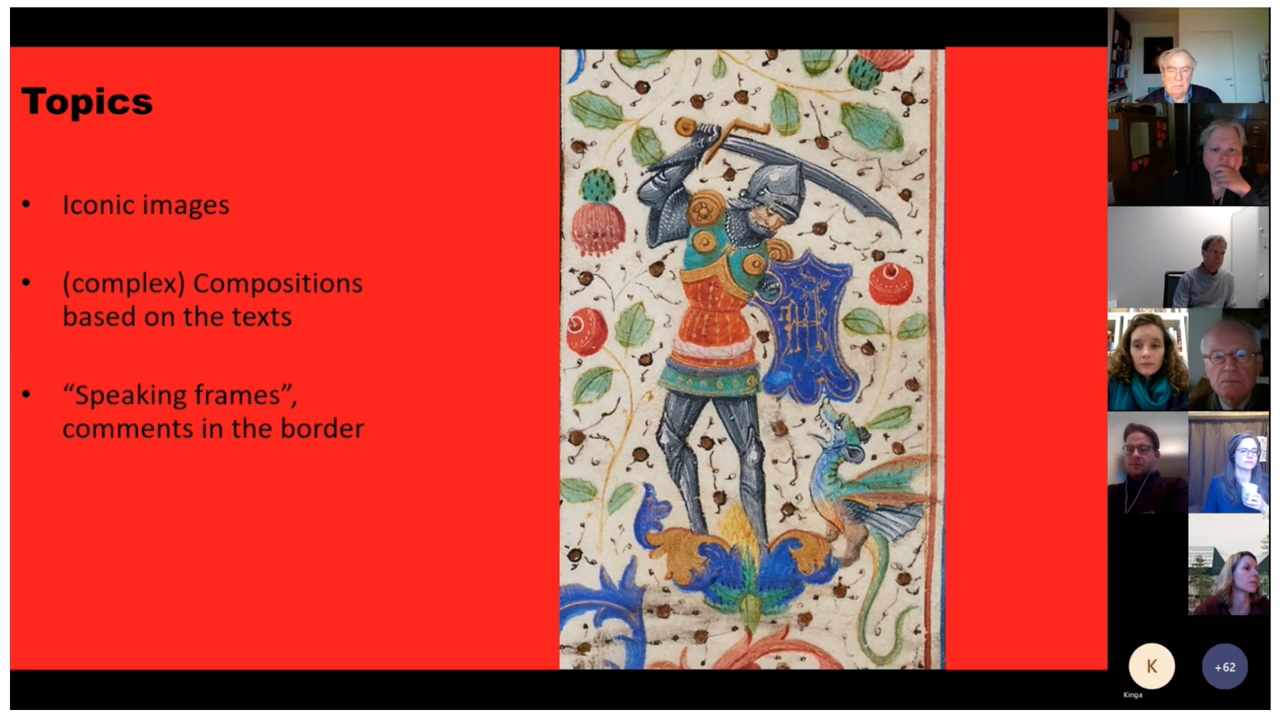 Topics
• Iconic images
• (complex) Compositions
based on the texts
• “Speaking frames”,
comments in the border
K
+62
Kinga